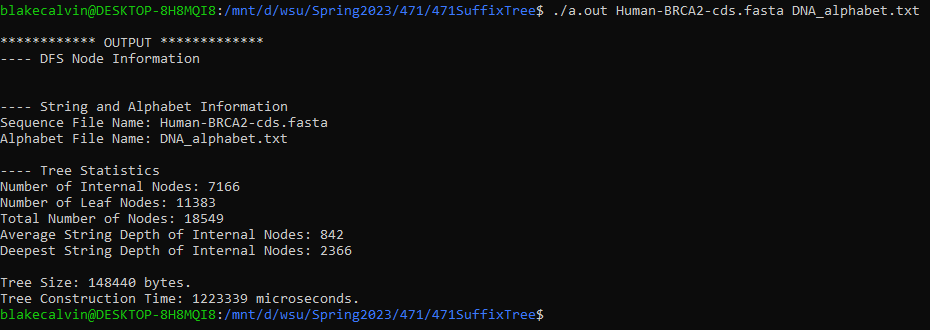 blakecalvin@DESKTOP-8H8MQI8:/mnt/d/wsu/Spring2023/471/471SuffixTree$ ./a.out Human-BRCA2-cds.fasta DNA_alphabet.txt
************ OUTPUT *************
---- DFS Node Information
---- String and Alphabet Information
Sequence File Name: Human-BRCA2-cds.fasta
Alphabet File Name: DNA_alphabet.txt
---- Tree Statistics
Number of Internal Nodes: 7166
Number of Leaf Nodes: 11383
Total Number of Nodes: 18549
Average String Depth of Internal Nodes: 842
Deepest String Depth of Internal Nodes: 2366
Tree Size: 148440 bytes.
Tree Construction Time: 1223339 microseconds.
blakecalvin@DESKTOP-8H8MQI8:/mnt/d/wsu/Spring2023/471/471SuffixTree$